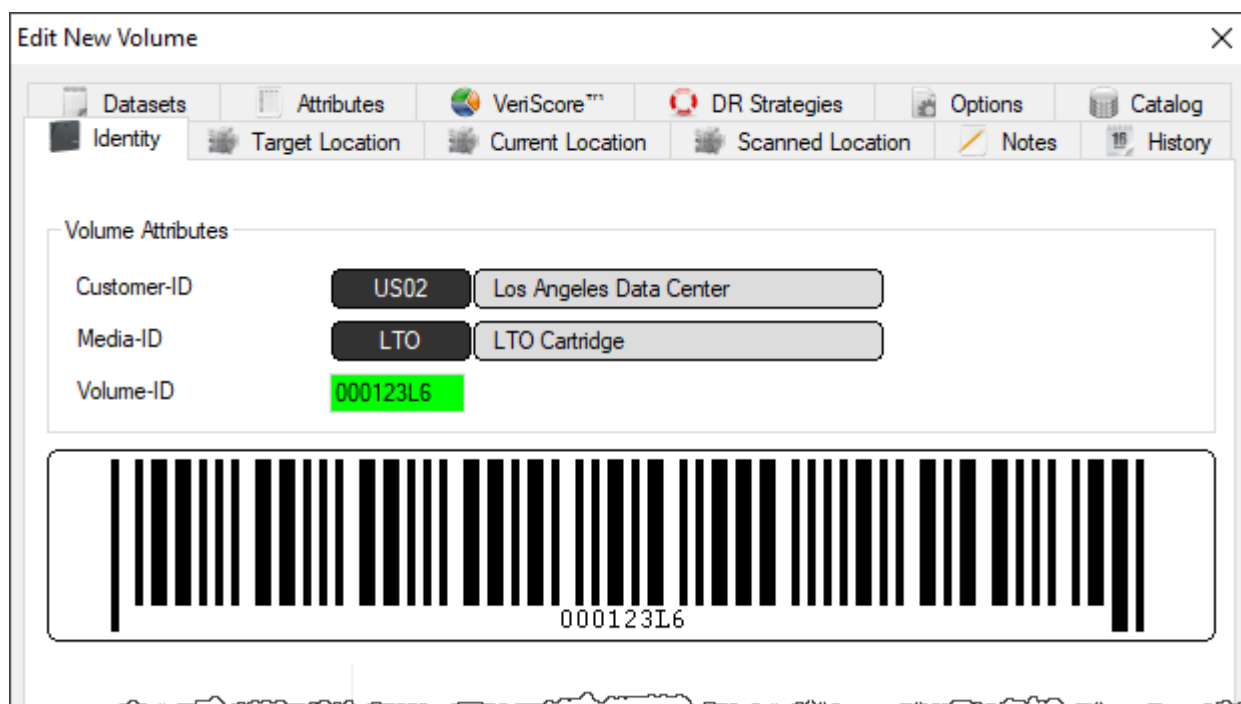 Edit New Volume
Datasets Attributes VeriScore™ DR Strategies Options Catalog
Identity Target Location Current Location Scanned Location Notes 16 History
Volume Attributes
Customer-ID US02 Los Angeles Data Center
Media-ID LTO LTO Cartridge
Volume-ID 000123L6
000123L6